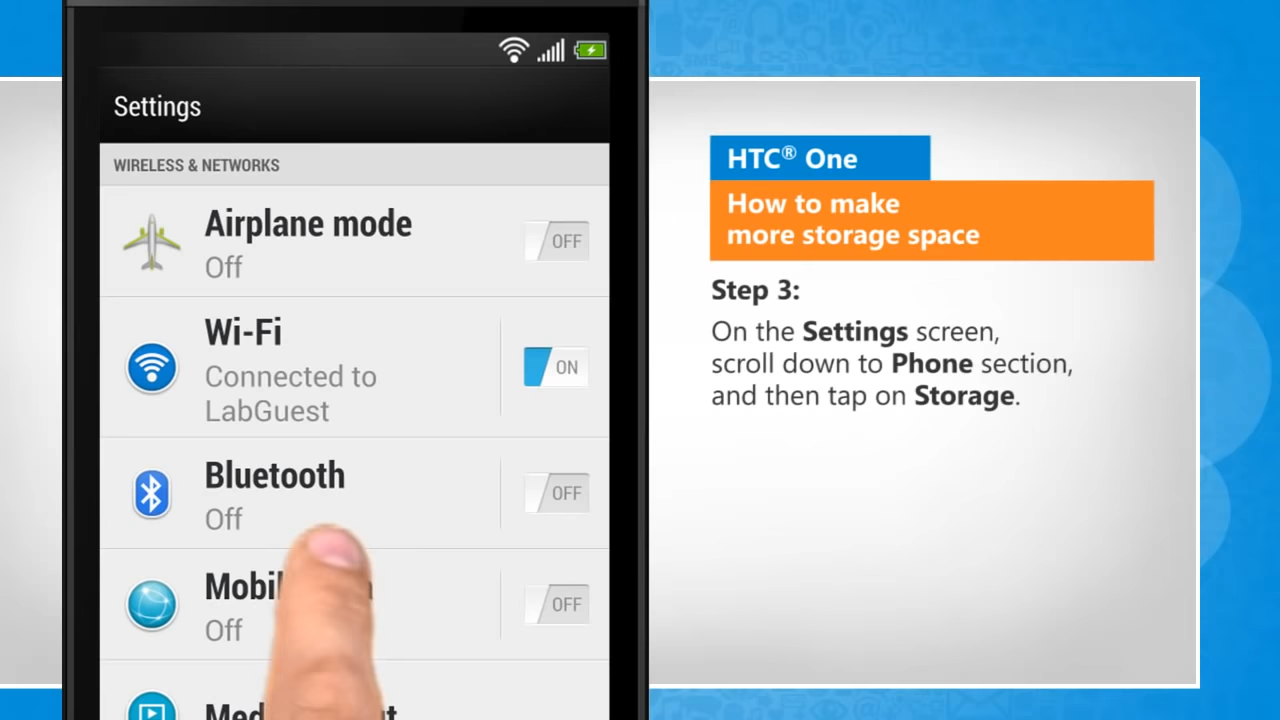 Settings
WIRELESS & NETWORKS
Airplane mode
Off
OFF
Wi-Fi
Connected to
LabGuest
ON
Bluetooth
Off
OFF
Off
OFF
HTC® One
How to make
more storage space
Step 3:
On the Settings screen,
scroll down to Phone section,
and then tap on Storage.